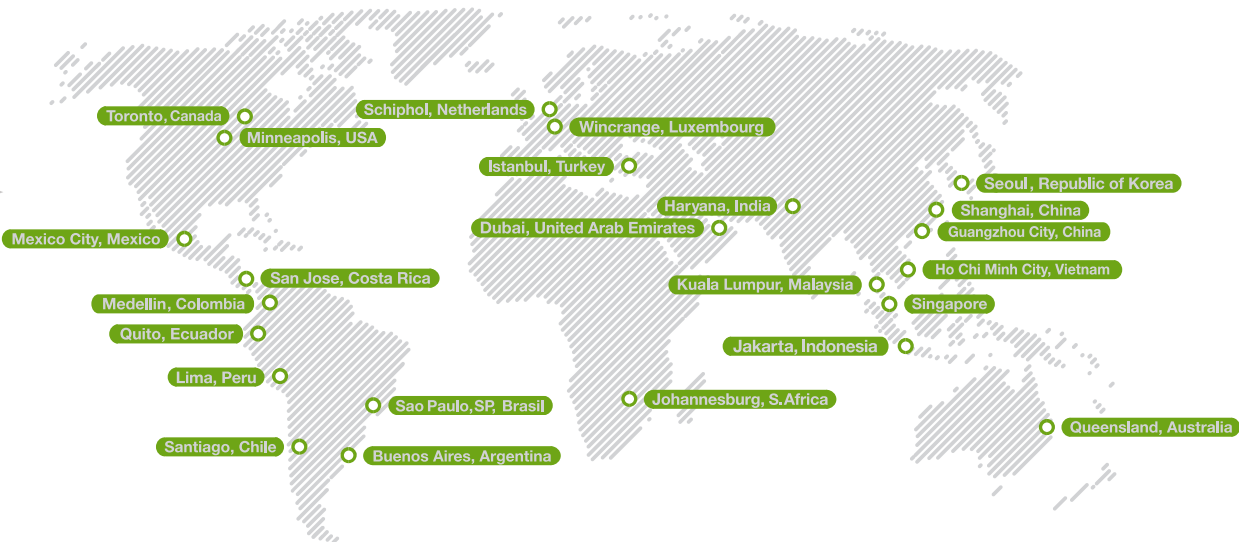 Schiphol, Netherlands
Toronto, Canada
Wincrange, Luxembourg
Minneapolis, USA
Istanbul, Turkey
Seoul, Republic of Korea
Haryana, India
Shanghai, China
Dubai, United Arab Emirates
Guangzhou City, China
Mexico City, Mexico
Ho Chi Minh City, Vietnam
San Jose, Costa Rica
Kuala Lumpur, Malaysia
Medellin, Colombia
Singapore
Quito, Ecuador
Jakarta, Indonesia
Lima, Peru
Johannesburg, S.Africa
Sao Paulo,SP, Brasil
Queensland, Australia
Santiago, Chile
Buenos Aires, Argentina